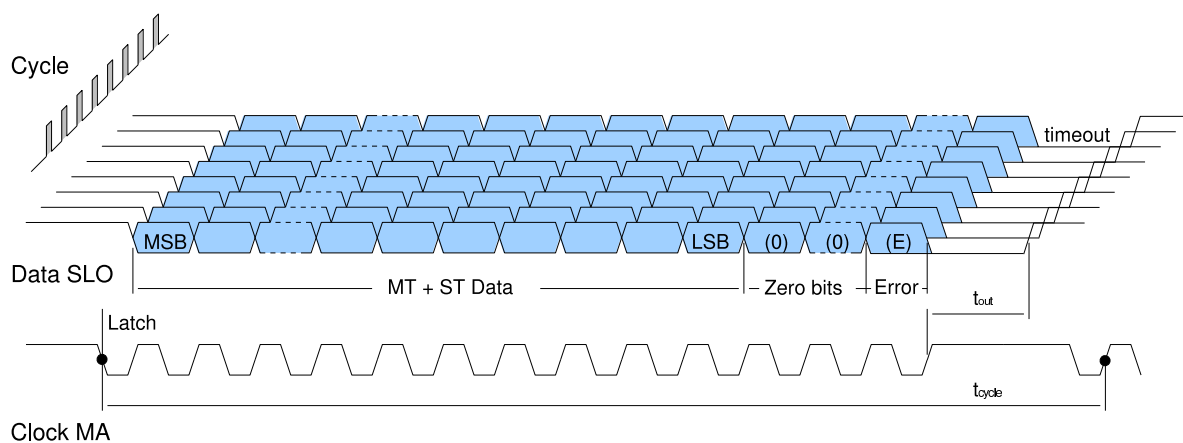 Cycle
timeout
MSB
LSB
(0)
(0)
(E)
Data SLO
MT + ST Data
Zero bits
Error
tout
Latch
tcycle
Clock MA